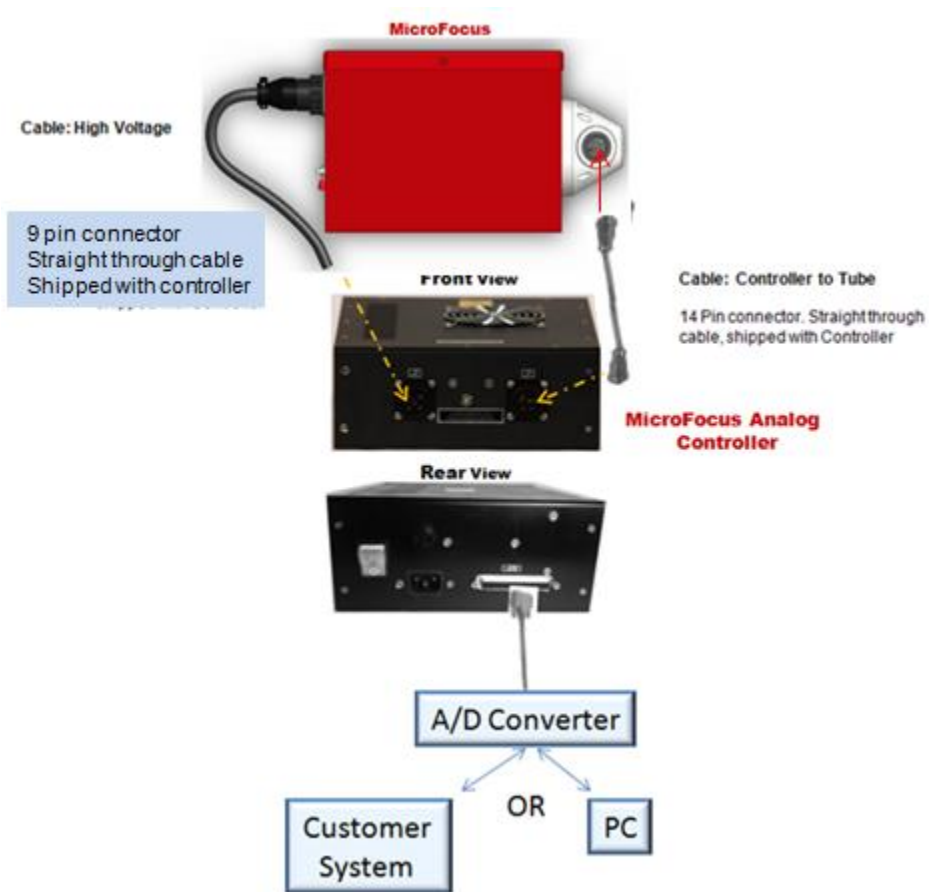 MicroFocus
Cable: High Voltage
9 pin connector
Straight through cable
Shipped with controller
Front View
Cable: Controller to Tube
14 Pin connector. Straight through
cable, shipped with Controller
MicroFocus Analog
Controller
Rear View
A/D Converter
OR
Customer
System
PC